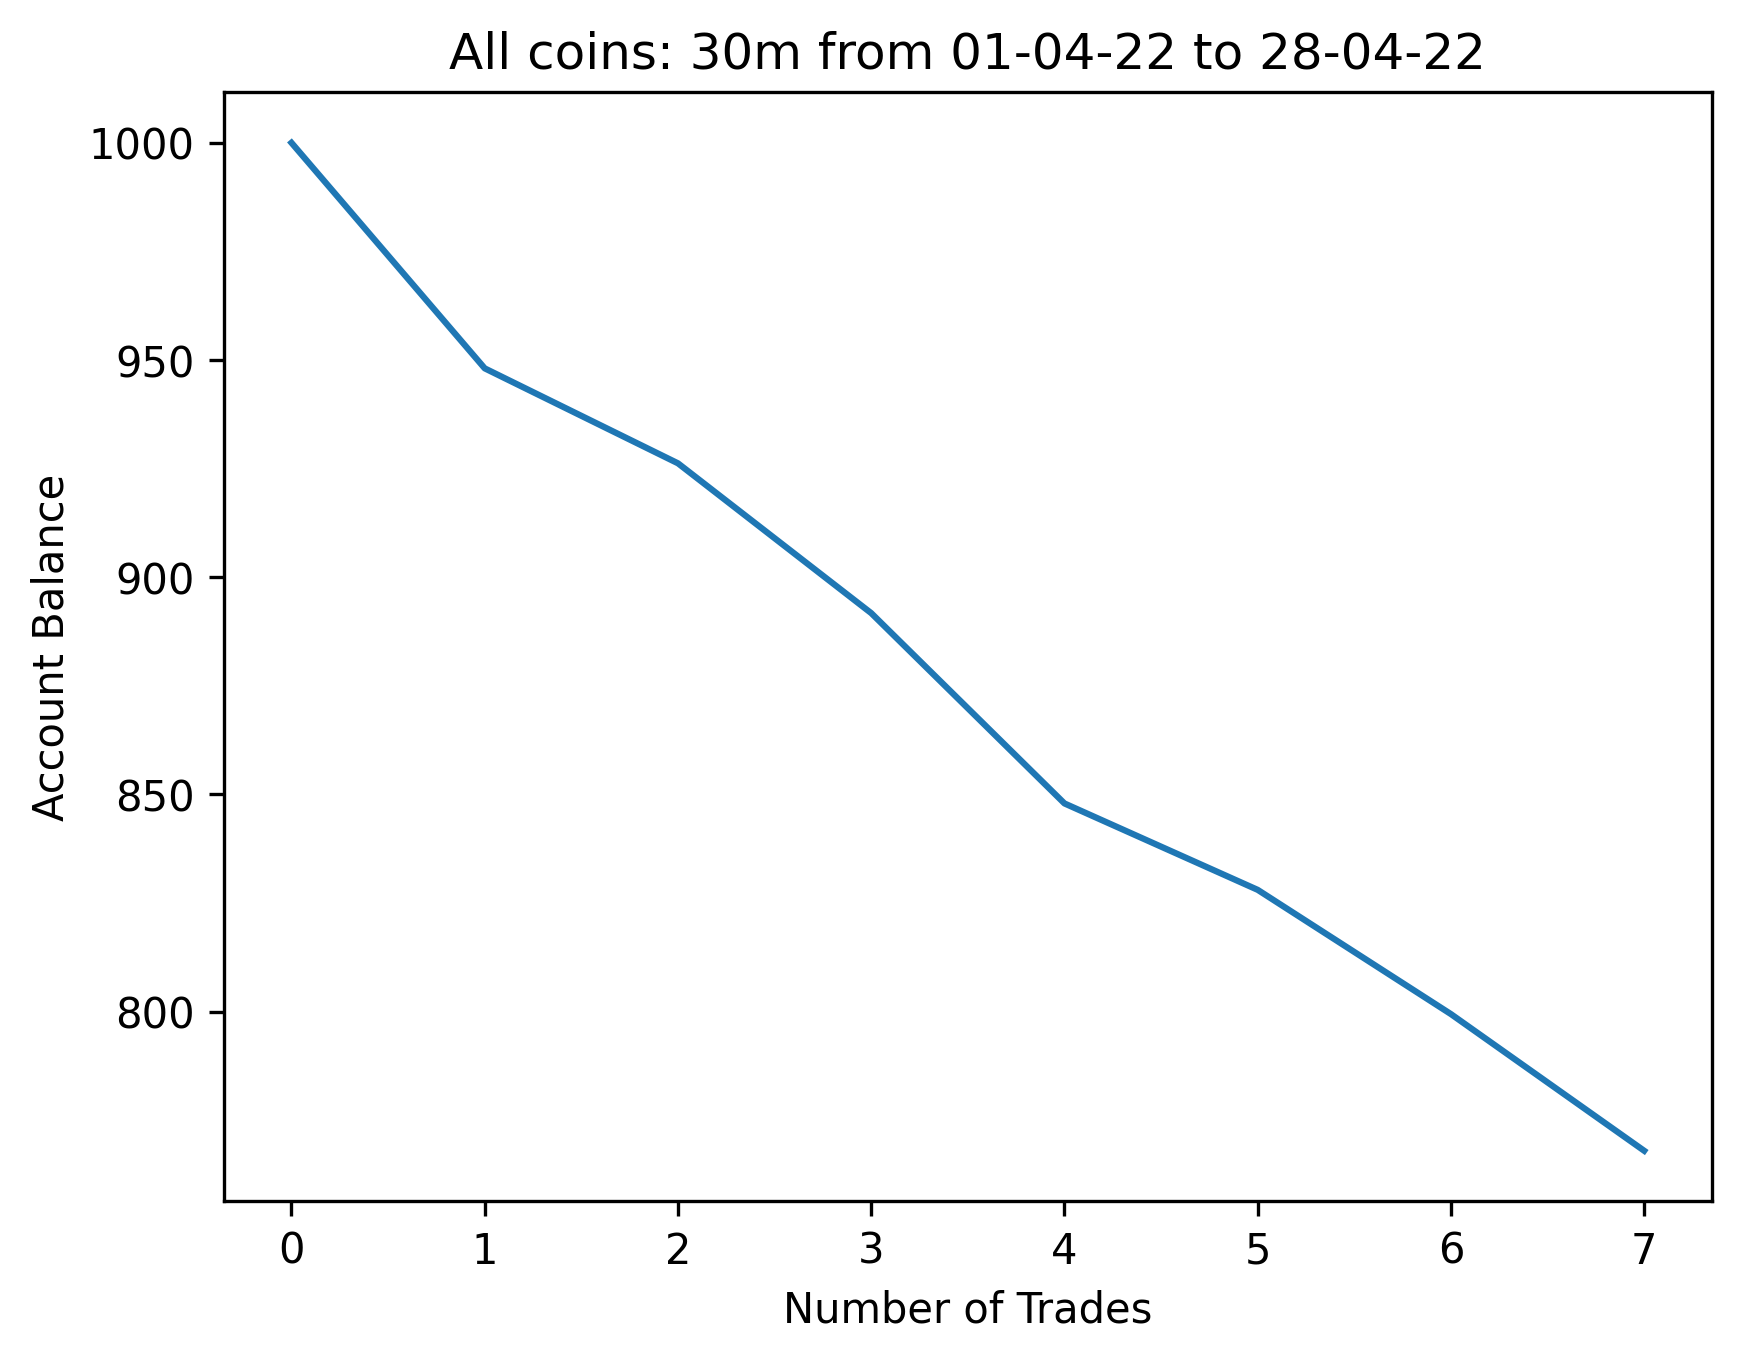 All coins: 30m from 01-04-22 to 28-04-22
1000
950
900
850
800
Account Balance
0 1 2 3 4 5 6 7
Number of Trades